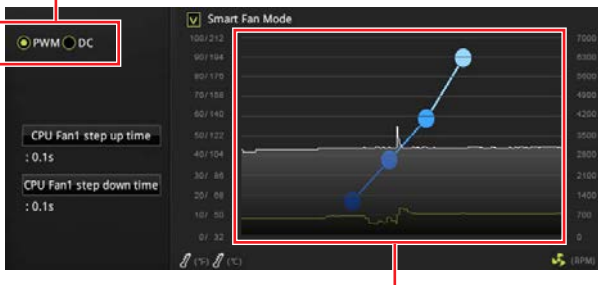 Smart Fan Mode
PWM DC
100/212 7000
90/194 6300
80/176 5600
70/158 4900
60/140 4200
50/122 3500
40/104 2800
30/ 86 2100
20/ 68 1400
10/ 50 700
0/ 32 0
CPU Fan1 step up time
: 0.1s
CPU Fan1 step down time
: 0.1s
(°F) (°C) (RPM)